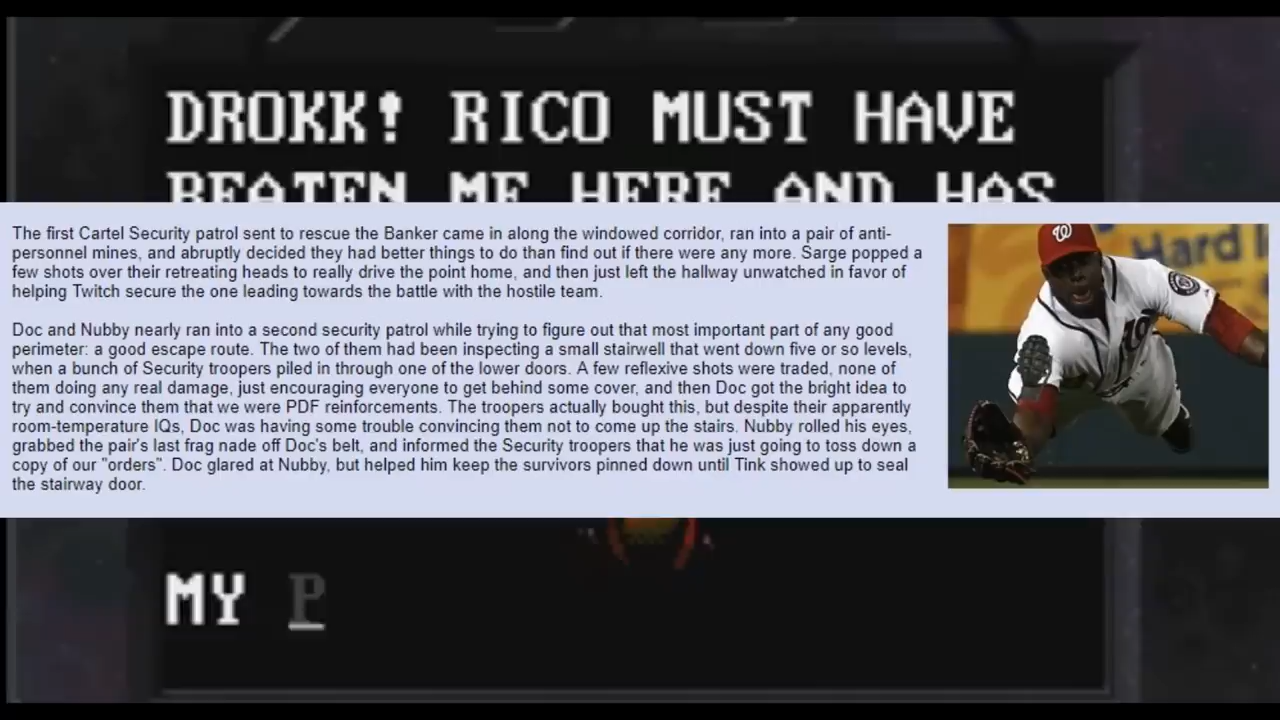 DROKK! RICO MUST HAVE
BEATEN ME HERE AND HAS
The first Cartel Security patrol sent to rescue the Banker came in along the windowed corridor, ran into a pair of anti-
personnel mines, and abruptly decided they had better things to do than find out if there were any more. Sarge popped a
few shots over their retreating heads to really drive the point home, and then just left the hallway unwatched in favor of
helping Twitch secure the one leading towards the battle with the hostile team.
Doc and Nubby nearly ran into a second security patrol while trying to figure out that most important part of any good
perimeter: a good escape route. The two of them had been inspecting a small stairwell that went down five or so levels,
when a bunch of Security troopers piled in through one of the lower doors. A few reflexive shots were traded, none of
them doing any real damage, just encouraging everyone to get behind some cover, and then Doc got the bright idea to
try and convince them that we were PDF reinforcements. The troopers actually bought this, but despite their apparently
room-temperature IQs, Doc was having some trouble convincing them not to come up the stairs. Nubby rolled his eyes,
grabbed the pair's last frag nade off Doc's belt, and informed the Security troopers that he was just going to toss down a
copy of our "orders". Doc glared at Nubby, but helped him keep the survivors pinned down until Tink showed up to seal
the stairway door.
W
Hard
MY P